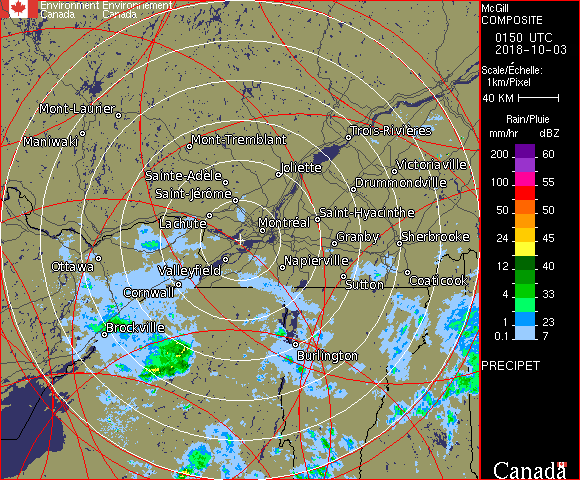 Environment Environnement
Canada Canada
McGill
COMPOSITE
0150 UTC
2018-10-03
Scale/Échelle:
1km/Pixel
40 KM
Rain/Pluie
mm/hr dBZ
200 60
100 55
50 50
24 45
12 40
4 33
1 23
0.1 7
PRECIPET
Canada
Mont-Laurier
Maniwaki
Mont-Tremblant
Trois-Rivières
Sainte-Adèle
Joliette
Victoriaville
Saint-Jérôme
Drummondville
Lachute
Montréal
Saint-Hyacinthe
Granby
Sherbrooke
Ottawa
Valleyfield
Napierville
Cornwall
Sutton
Coaticook
Brockville
Burlington